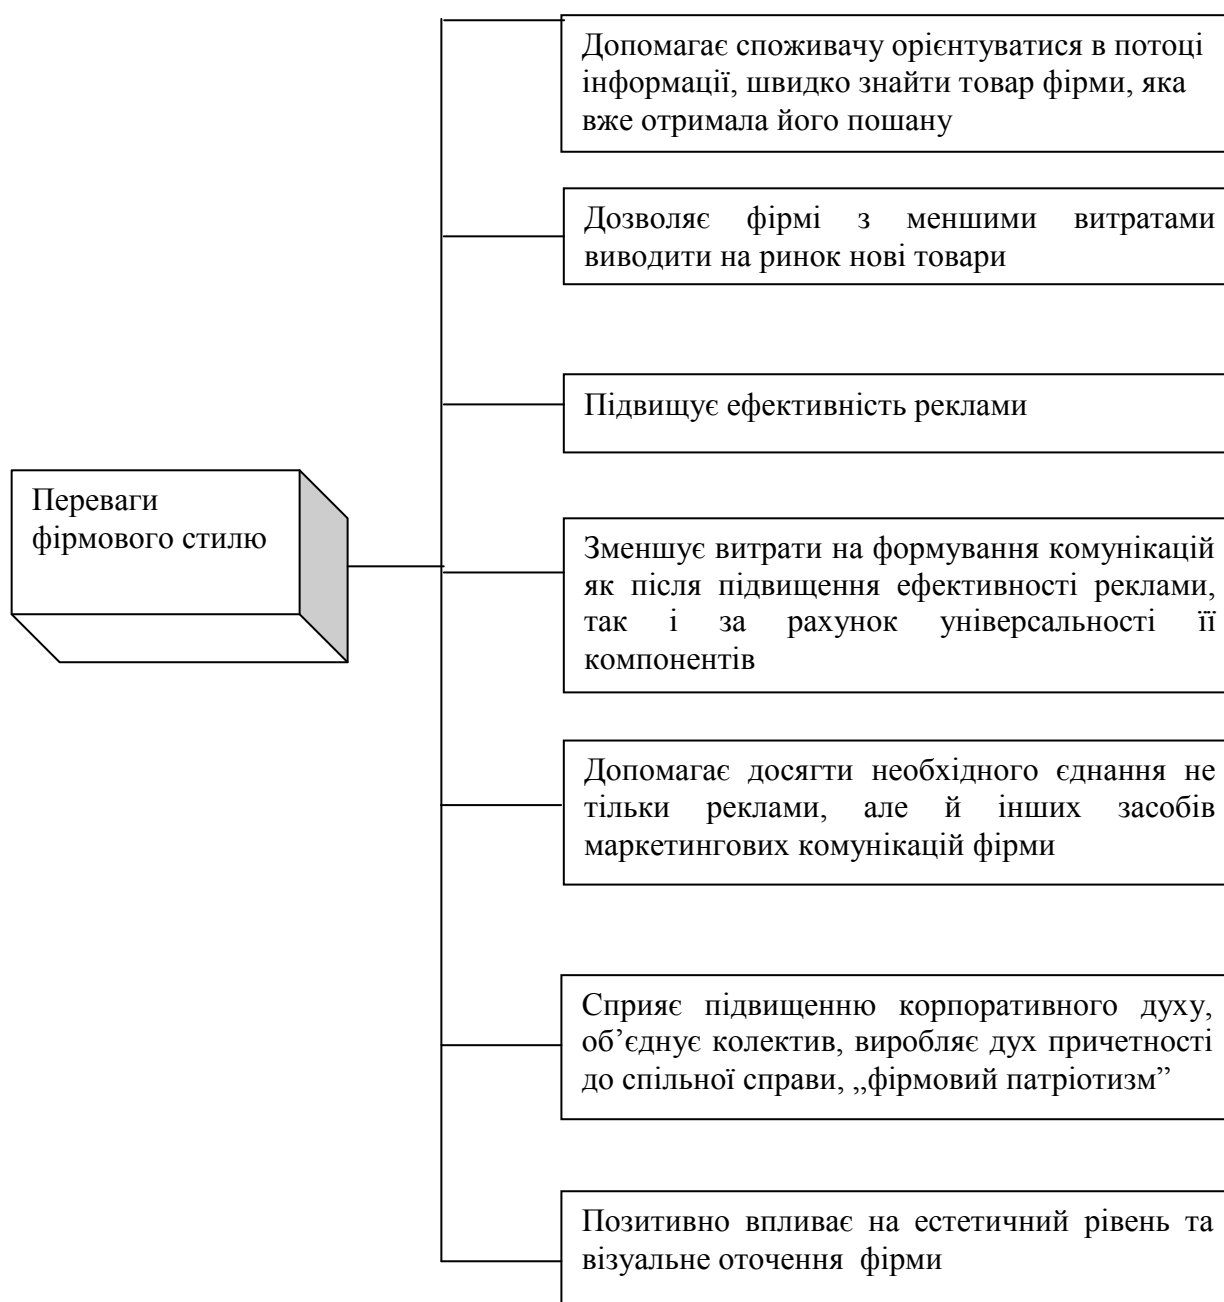 Допомагає споживачу орієнтуватися в потоці
інформації, швидко знайти товар фірми, яка
вже отримала його пошану
Дозволяє фірмі з меншими витратами
виводити на ринок нові товари
Підвищує ефективність реклами
Переваги
фірмового стилю
Зменшує витрати на формування комунікацій
як після підвищення ефективності реклами,
так і за рахунок універсальності її
компонентів
Допомагає досягти необхідного єднання не
тільки реклами, але й інших засобів
маркетингових комунікацій фірми
Сприяє підвищенню корпоративного духу,
об’єднує колектив, виробляє дух причетності
до спільної справи, „фірмовий патріотизм”
Позитивно впливає на естетичний рівень та
візуальне оточення фірми